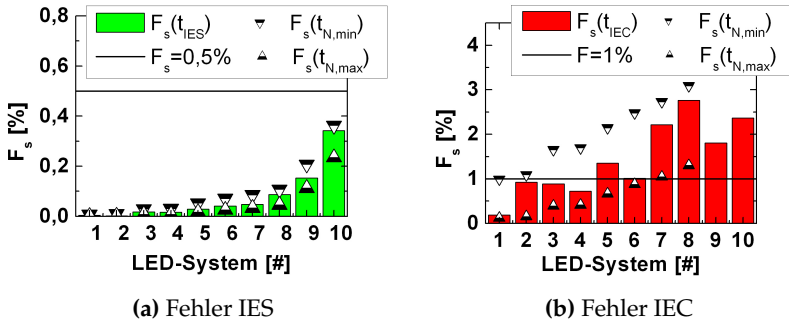 (a)
0,8
0,6
0,4
0,2
0,0
F_s [%]
F_s(t_IES) F_s(t_N,min)
F_s=0,5% F_s(t_N,max)
1 2 3 4 5 6 7 8 9 10
LED-System [#]
(a) Fehler IES
(b)
4
3
2
1
0
F_s [%]
F_s(t_IEC) F_s(t_N,min)
F=1% F_s(t_N,max)
1 2 3 4 5 6 7 8 9 10
LED-System [#]
(b) Fehler IEC